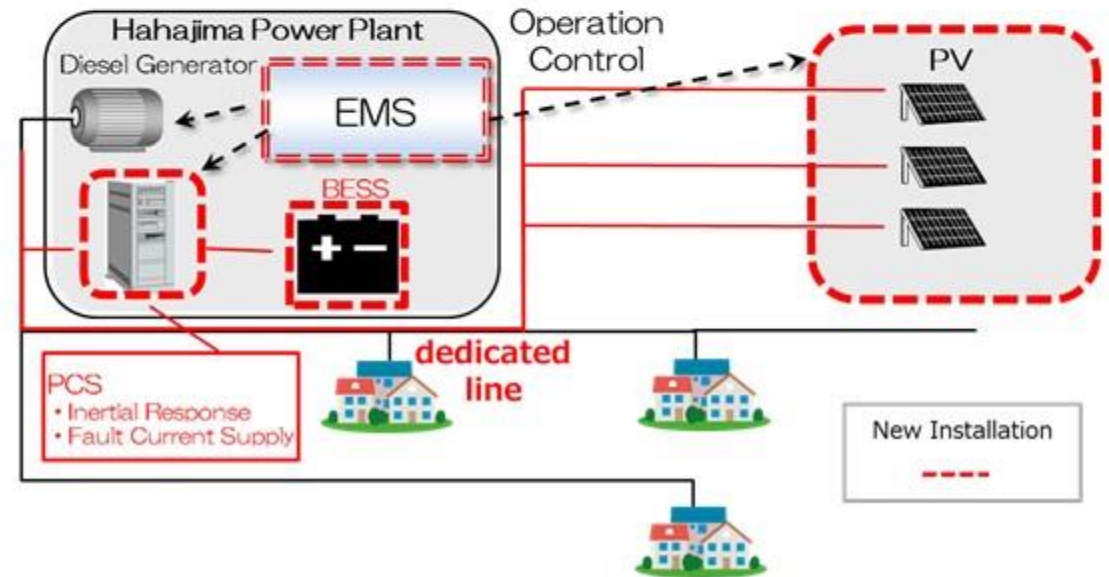 Hahajima Power Plant
Diesel Generator
EMS
BESS
Operation
Control
PV
dedicated
line
PCS
• Inertial Response
• Fault Current Supply
New Installation